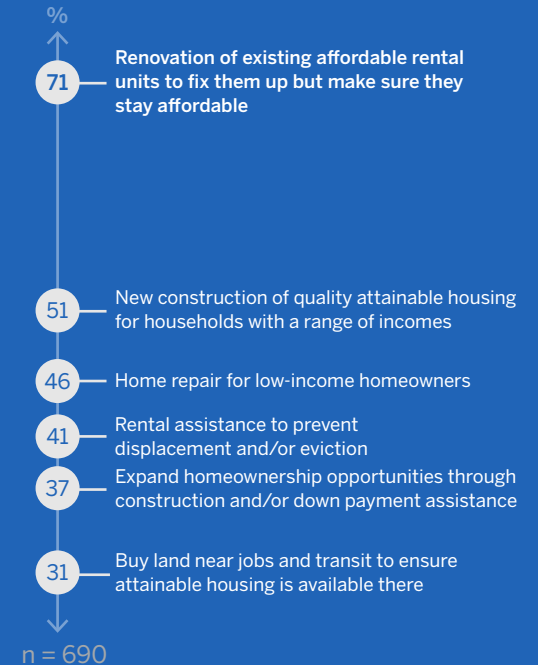 %
71
Renovation of existing affordable rental
units to fix them up but make sure they
stay affordable
51
New construction of quality attainable housing
for households with a range of incomes
46
Home repair for low-income homeowners
41
Rental assistance to prevent
displacement and/or eviction
37
Expand homeownership opportunities through
construction and/or down payment assistance
31
Buy land near jobs and transit to ensure
attainable housing is available there
n = 690